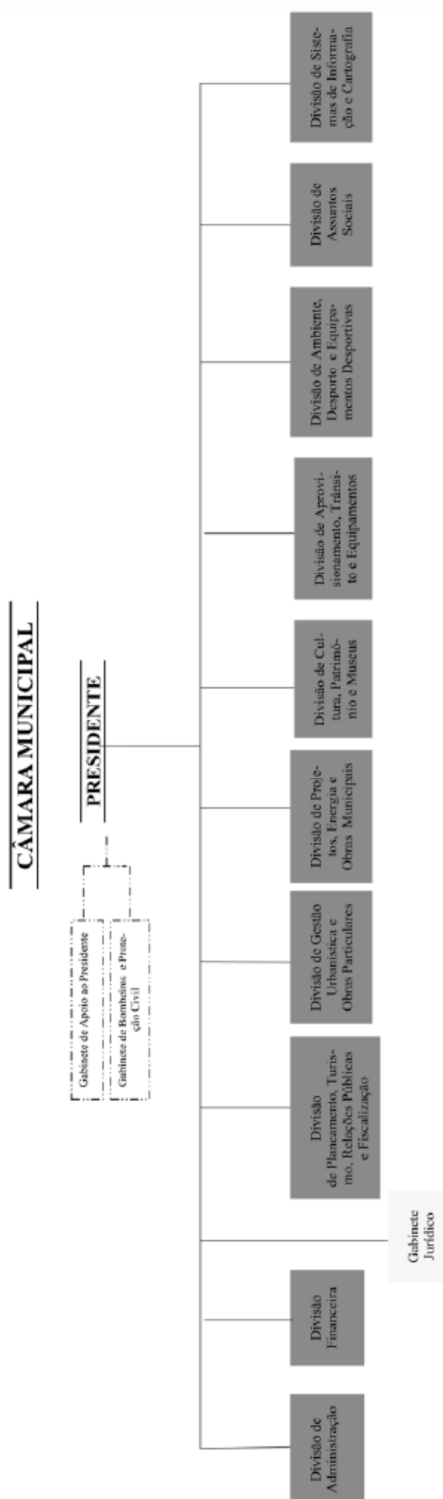 CÂMARA MUNICIPAL
PRESIDENTE
Gabinete de Apoio ao Presidente
Gabinete de Bombeiros e Prote-
ção Civil
Divisão de
Administração
Divisão
Financeira
Gabinete
Jurídico
Divisão
de Planeamento, Turis-
mo, Relações Públicas
e Fiscalização
Divisão de Gestão
Urbanística e
Obras Particulares
Divisão de Proje-
tos, Energia e
Obras Municipais
Divisão de Cul-
tura, Patrimó-
nio e Museus
Divisão de Aprovi-
sionamento, Trânsi-
to e Equipamentos
Divisão de Ambiente,
Desporto e Equipa-
mentos Desportivas
Divisão de
Assuntos
Sociais
Divisão de Siste-
mas de Informa-
ção e Cartografia